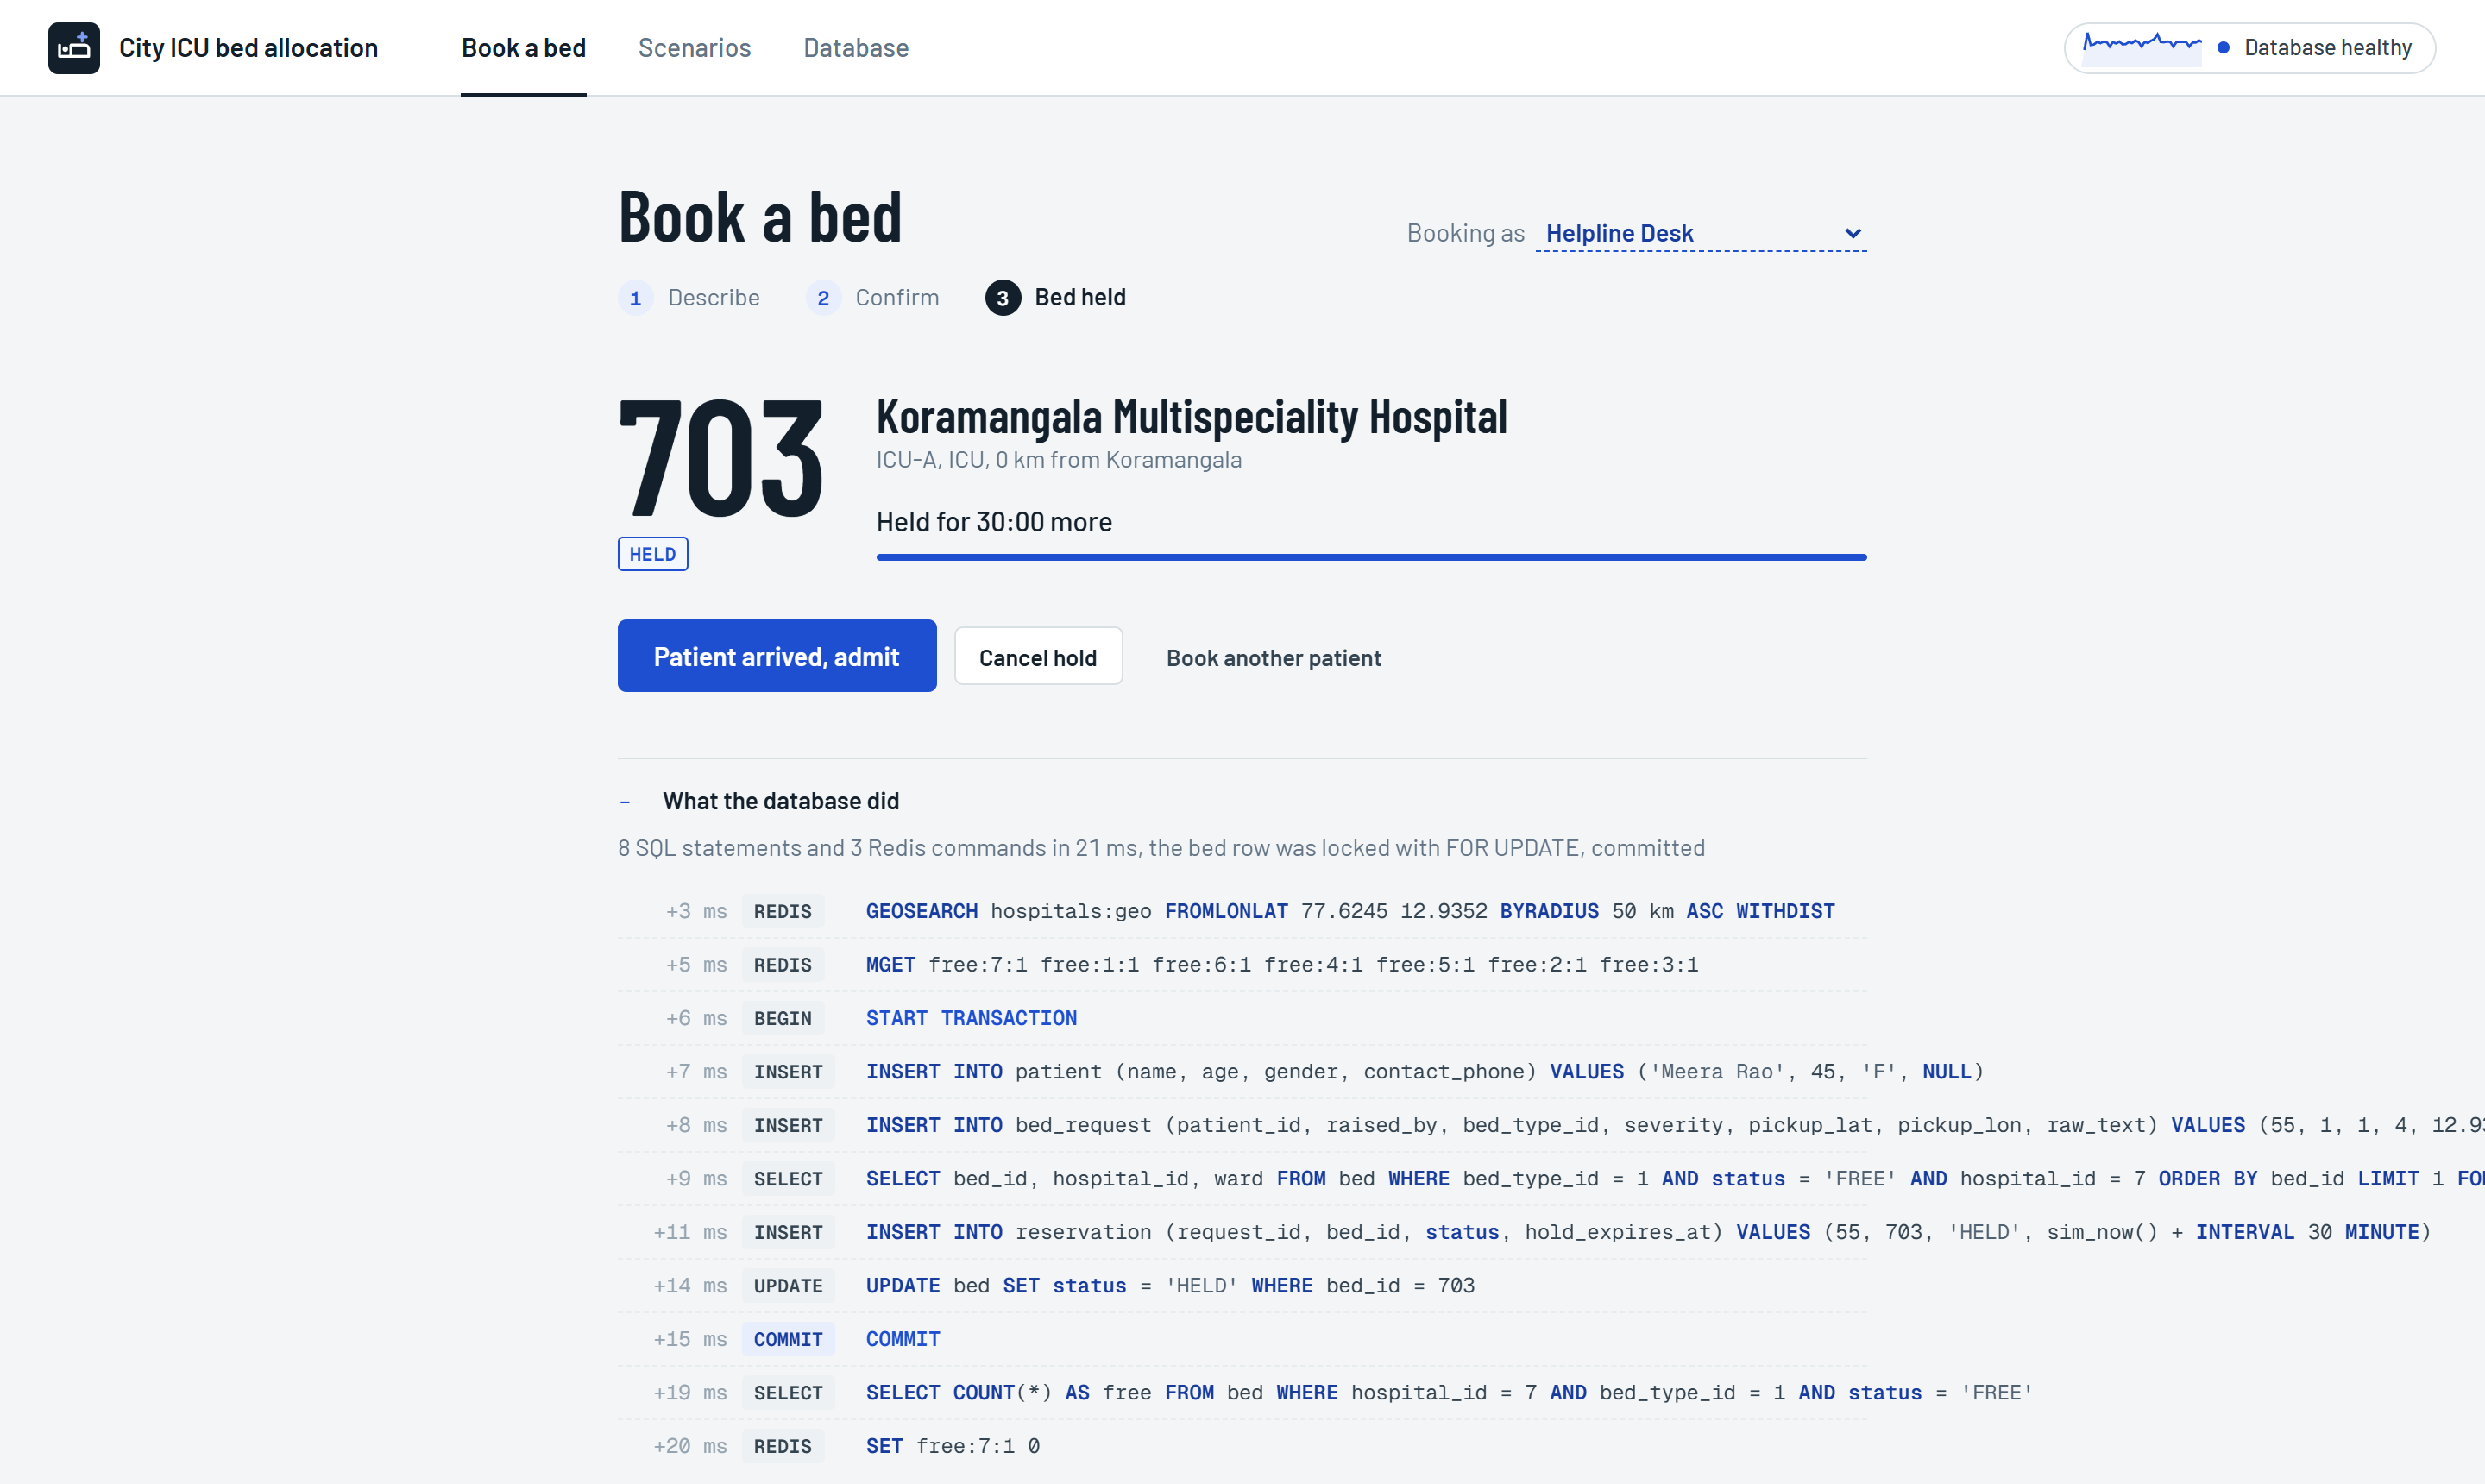 City ICU bed allocation
Book a bed
Scenarios
Database
Database healthy
Book a bed
Booking as Helpline Desk
1 Describe
2 Confirm
3 Bed held
703
HELD
Koramangala Multispeciality Hospital
ICU-A, ICU, 0 km from Koramangala
Held for 30:00 more
Patient arrived, admit
Cancel hold
Book another patient
– What the database did
8 SQL statements and 3 Redis commands in 21 ms, the bed row was locked with FOR UPDATE, committed
+3 ms REDIS GEOSEARCH hospitals:geo FROMLONLAT 77.6245 12.9352 BYRADIUS 50 km ASC WITHDIST
+5 ms REDIS MGET free:7:1 free:1:1 free:6:1 free:4:1 free:5:1 free:2:1 free:3:1
+6 ms BEGIN START TRANSACTION
+7 ms INSERT INSERT INTO patient (name, age, gender, contact_phone) VALUES ('Meera Rao', 45, 'F', NULL)
+8 ms INSERT INSERT INTO bed_request (patient_id, raised_by, bed_type_id, severity, pickup_lat, pickup_lon, raw_text) VALUES (55, 1, 1, 4,
+9 ms SELECT SELECT bed_id, hospital_id, ward FROM bed WHERE bed_type_id = 1 AND status = 'FREE' AND hospital_id = 7 ORDER BY bed_id LIMIT 1
+11 ms INSERT INSERT INTO reservation (request_id, bed_id, status, hold_expires_at) VALUES (55, 703, 'HELD', sim_now() + INTERVAL 30 MINUTE)
+14 ms UPDATE UPDATE bed SET status = 'HELD' WHERE bed_id = 703
+15 ms COMMIT COMMIT
+19 ms SELECT SELECT COUNT(*) AS free FROM bed WHERE hospital_id = 7 AND bed_type_id = 1 AND status = 'FREE'
+20 ms REDIS SET free:7:1 0